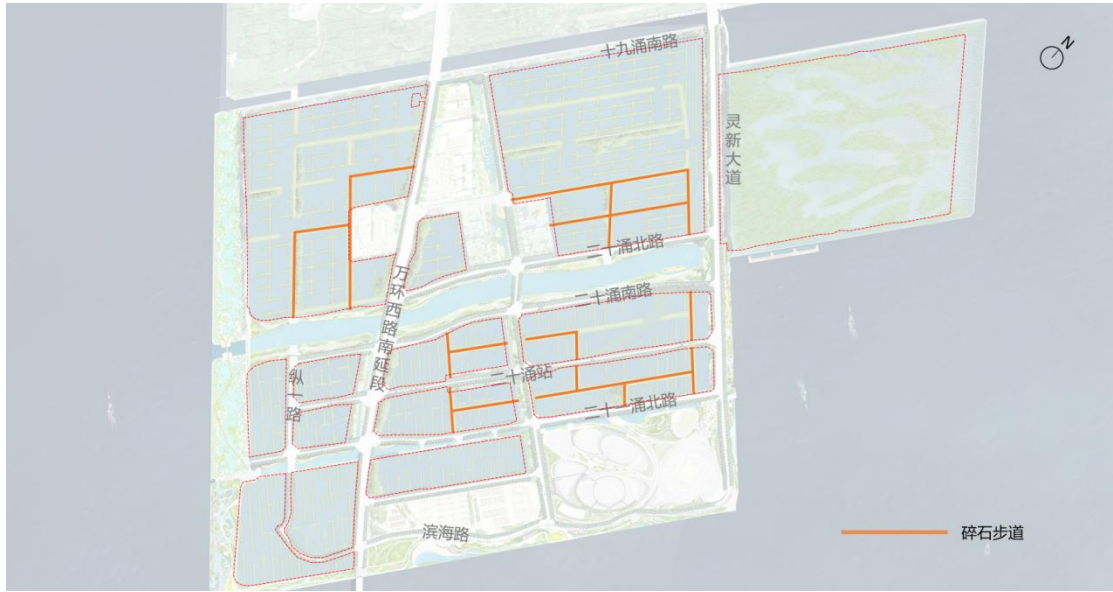 十九涌南路
N
灵新大道
二十涌北路
万环西路南延段
二十涌南路
二十涌站
纵一路
二十一涌北路
滨海路
碎石步道